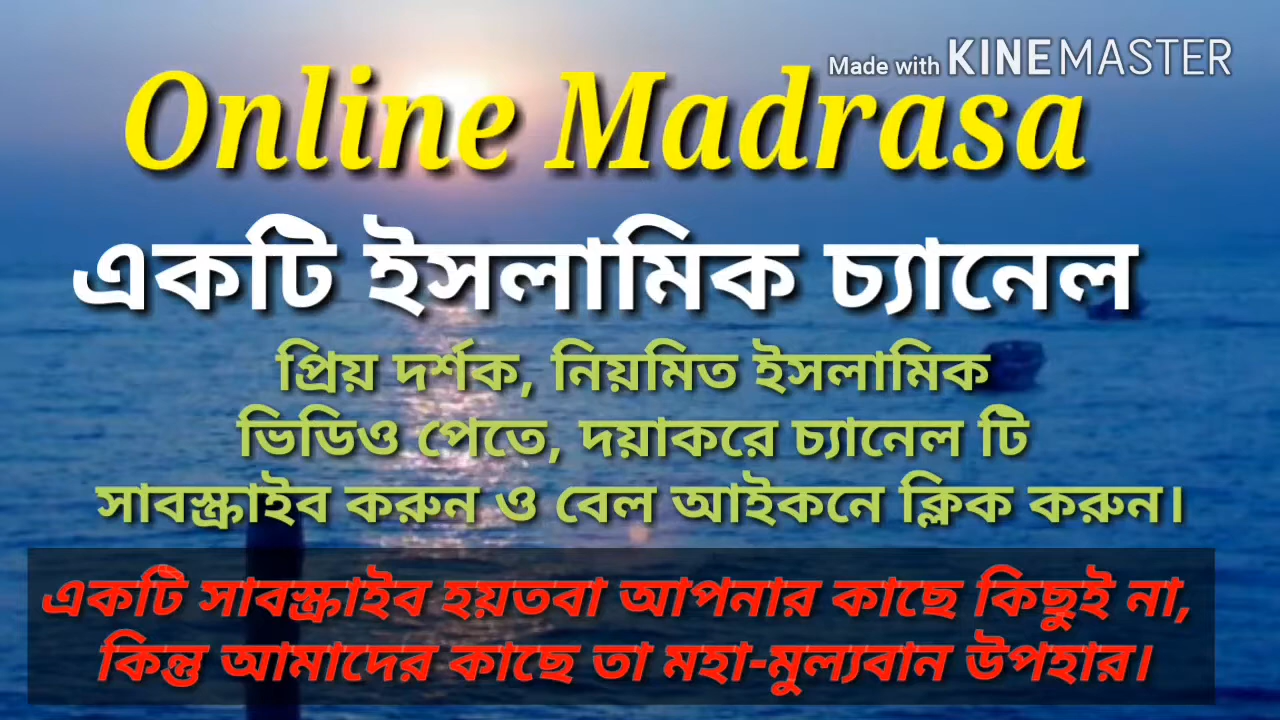 Made with KINEMASTER
Online Madrasa
একটি ইসলামিক চ্যানেল
প্রিয় দর্শক, নিয়মিত ইসলামিক
ভিডিও পেতে, দয়াকরে চ্যানেল টি
সাবস্ক্রাইব করুন ও বেল আইকনে ক্লিক করুন।
একটি সাবস্ক্রাইব হয়তবা আপনার কাছে কিছুই না,
কিন্তু আমাদের কাছে তা মহা-মুল্যবান উপহার।